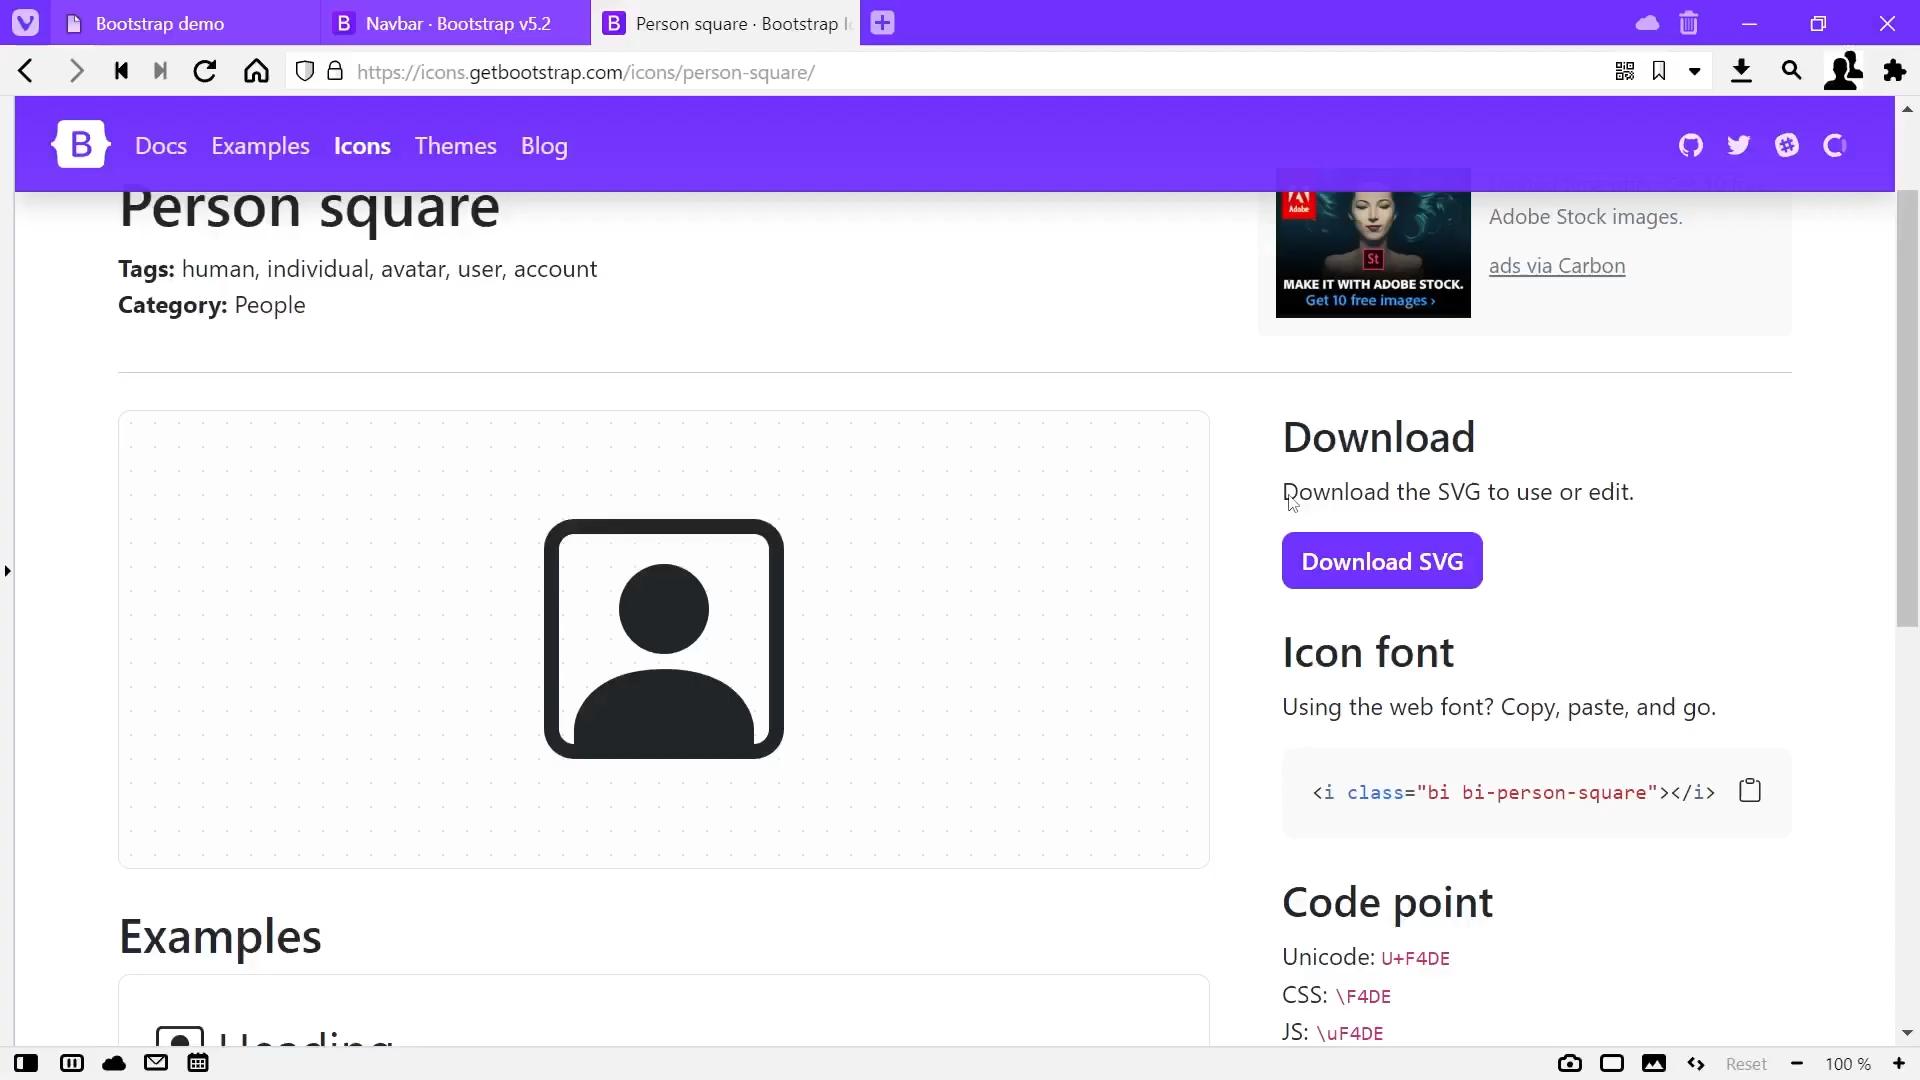 Bootstrap demo
B Navbar · Bootstrap v5.2
B Person square · Bootstrap I
https://icons.getbootstrap.com/icons/person-square/
B Docs Examples Icons Themes Blog
Person square
Tags: human, individual, avatar, user, account
Category: People
Adobe
St
MAKE IT WITH ADOBE STOCK.
Get 10 free images ›
Adobe Stock images.
ads via Carbon
Download
Download the SVG to use or edit.
Download SVG
Icon font
Using the web font? Copy, paste, and go.
<i class="bi bi-person-square"></i>
Code point
Unicode: U+F4DE
CSS: \F4DE
JS: \uF4DE
Examples
Heading
Reset
100 %